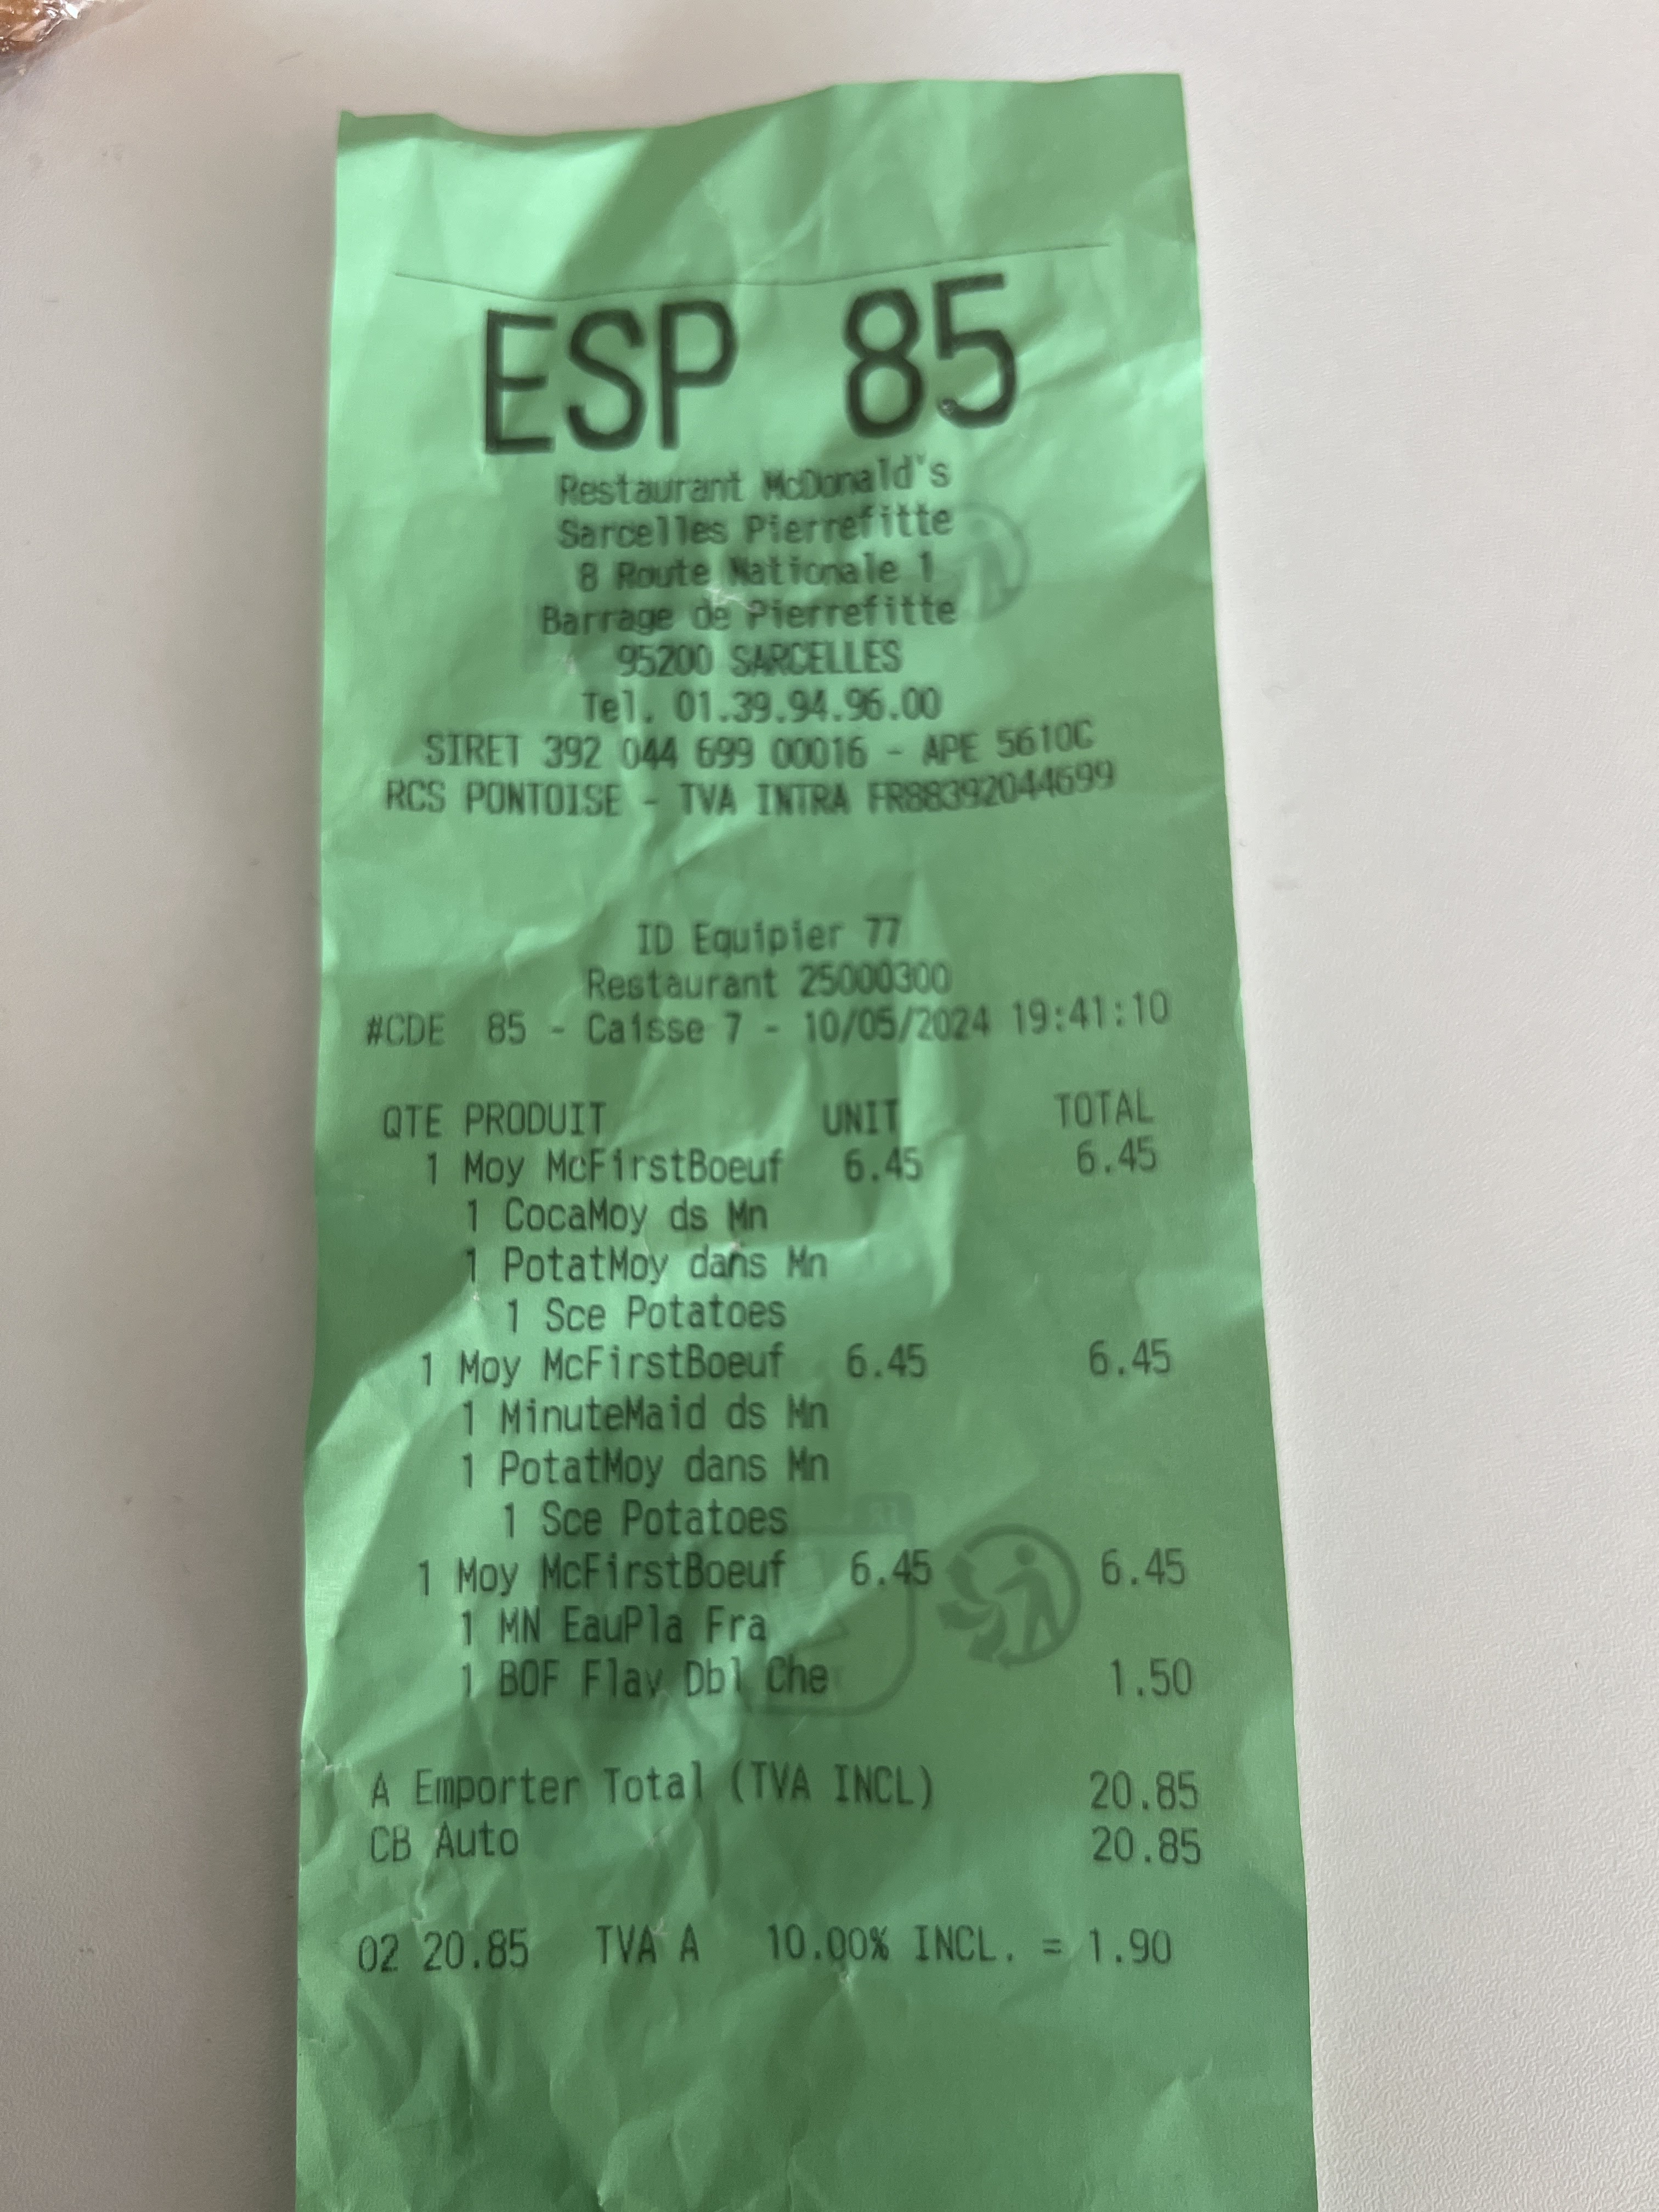 ESP 85
Restaurant McDonald's
Sarcelles Pierrefitte
8 Route Nationale 1
Barrage de Pierrefitte
95200 SARCELLES
Tel. 01.39.94.96.00
SIRET 392 044 699 00016 - APE 5610C
RCS PONTOISE - TVA INTRA FR88392044699
ID Equipier 77
Restaurant 25000300
#CDE 85 - Caisse 7 - 10/05/2024 19:41:10
QTE PRODUIT UNIT TOTAL
1 Moy McFirstBoeuf 6.45 6.45
1 CocaMoy ds Mn
1 PotatMoy dans Mn
1 Sce Potatoes
1 Moy McFirstBoeuf 6.45 6.45
1 MinuteMaid ds Mn
1 PotatMoy dans Mn
1 Sce Potatoes
1 Moy McFirstBoeuf 6.45 6.45
1 MN EauPla Fra
1 BOF Flav Dbl Che 1.50
A Emporter Total (TVA INCL) 20.85
CB Auto 20.85
02 20.85 TVA A 10.00% INCL. = 1.90